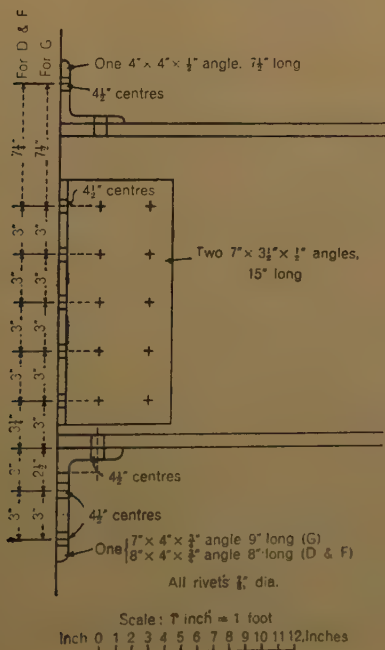 For D & F
For G
One 4" × 4" × ½" angle. 7½" long
4½" centres
7½" 7½"
4½" centres
3" 3"
Two 7" × 3½" × ½" angles,
15" long
3" 3"
3" 3"
3" 3"
3½" 3"
2½"
4½" centres
3" 3"
4½" centres
One { 7" × 4" × ¾" angle 9" long (G)
8" × 4" × ¾" angle 8" long (D & F)
All rivets dia.
Scale: 1" inch = 1 foot
Inch 0 1 2 3 4 5 6 7 8 9 10 11 12, Inches